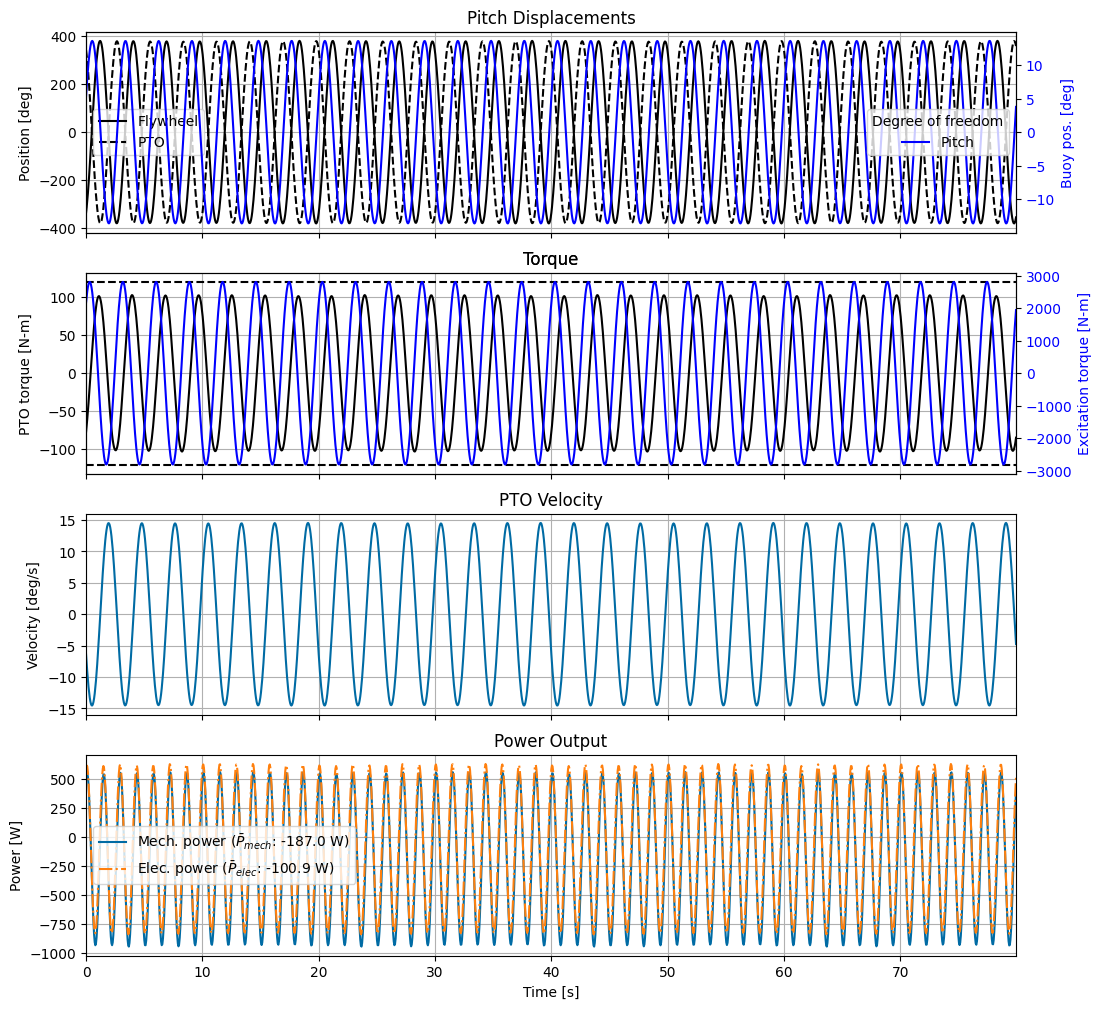 Pitch Displacements
400
200
0
−200
−400
Position [deg]
Flywheel
PTO
Degree of freedom
Pitch
10
5
0
−5
−10
Buoy pos. [deg]
Torque
100
50
0
−50
−100
PTO torque [N-m]
3000
2000
1000
0
−1000
−2000
−3000
Excitation torque [N-m]
PTO Velocity
15
10
5
0
−5
−10
−15
Velocity [deg/s]
Power Output
500
250
0
−250
−500
−750
−1000
Power [W]
Mech. power (P̄mech: -187.0 W)
Elec. power (P̄elec: -100.9 W)
0 10 20 30 40 50 60 70
Time [s]